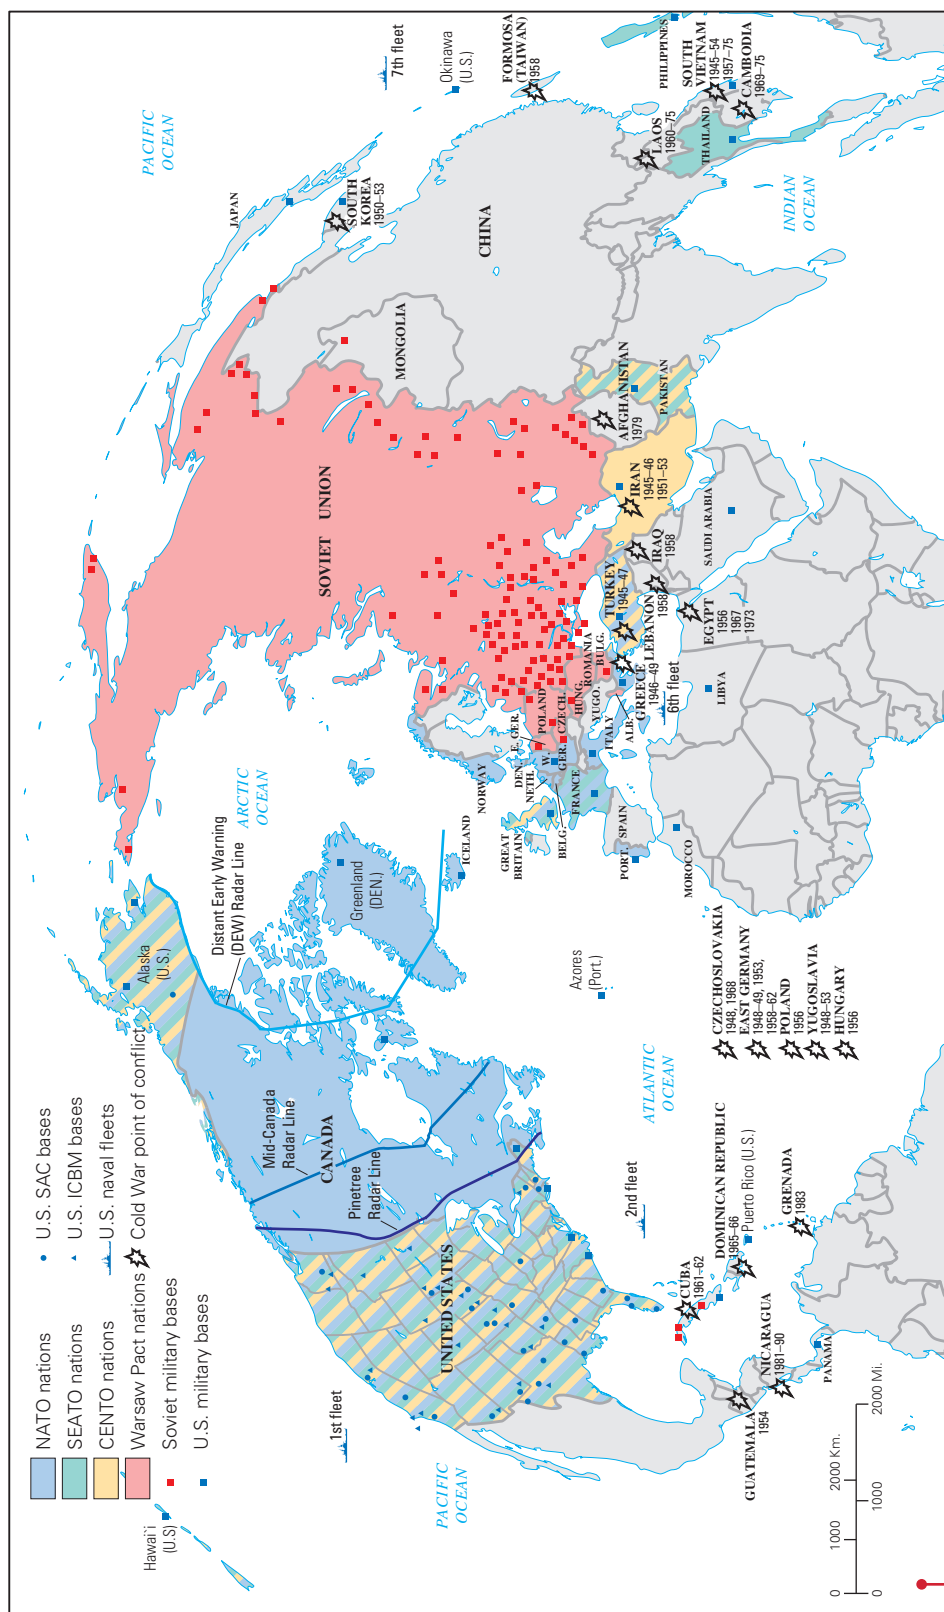 NATO nations
SEATO nations
CENTO nations
Warsaw Pact nations
Soviet military bases
U.S. military bases
U.S. SAC bases
U.S. ICBM bases
U.S. naval fleets
Cold War point of conflict
Hawai'i
(U.S)
PACIFIC
OCEAN
1st fleet
Alaska
(U.S.)
Distant Early Warning
(DEW) Radar Line
ARCTIC
OCEAN
Mid-Canada
Radar Line
CANADA
Pinetree
Radar Line
UNITED STATES
Greenland
(DEN.)
ICELAND
2nd fleet
ATLANTIC
OCEAN
Azores
(Port.)
CUBA
1961–62
DOMINICAN REPUBLIC
1965–66
Puerto Rico (U.S.)
GRENADA
1983
NICARAGUA
1981–90
GUATEMALA
1954
PANAMA
0
1000
2000 Km.
0
1000
2000 Mi.
CZECHOSLOVAKIA
1948, 1968
EAST GERMANY
1948–49, 1953,
1958–62
POLAND
1956
YUGOSLAVIA
1948–53
HUNGARY
1956
NORWAY
GREAT
BRITAIN
DEN.
NETH.
BELG.
E. GER.
W.
GER.
POLAND
CZECH.
HUNG.
ROMANIA
BULG.
YUGO.
FRANCE
ITALY
ALB.
SPAIN
PORT.
MOROCCO
GREECE
1946–49
6th fleet
TURKEY
1945–47
LEBANON
1958
EGYPT
1956
1967
1973
LIBYA
IRAQ
1958
SAUDI ARABIA
IRAN
1945–46
1951–53
AFGHANISTAN
1979
PAKISTAN
SOVIET UNION
MONGOLIA
CHINA
JAPAN
PACIFIC
OCEAN
SOUTH
KOREA
1950–53
7th fleet
Okinawa
(U.S.)
FORMOSA
(TAIWAN)
1958
PHILIPPINES
SOUTH
VIETNAM
1945–54
1957–75
CAMBODIA
1969–75
LAOS
1960–75
THAILAND
INDIAN
OCEAN